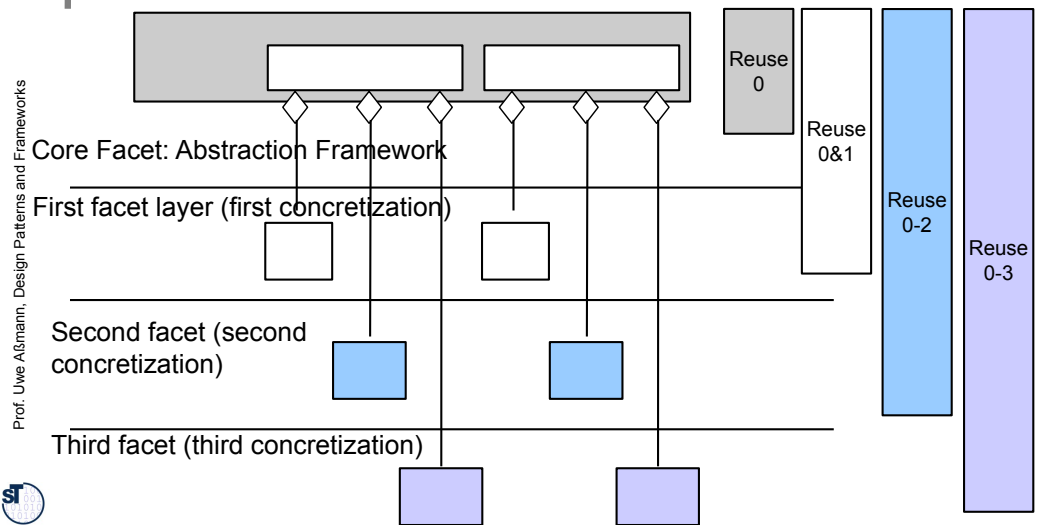 Reuse
0
Reuse
0&1
Reuse
0-2
Reuse
0-3
Prof. Uwe Aßmann, Design Patterns and Frameworks
Core Facet: Abstraction Framework
First facet layer (first concretization)
Second facet (second
concretization)
Third facet (third concretization)
ST